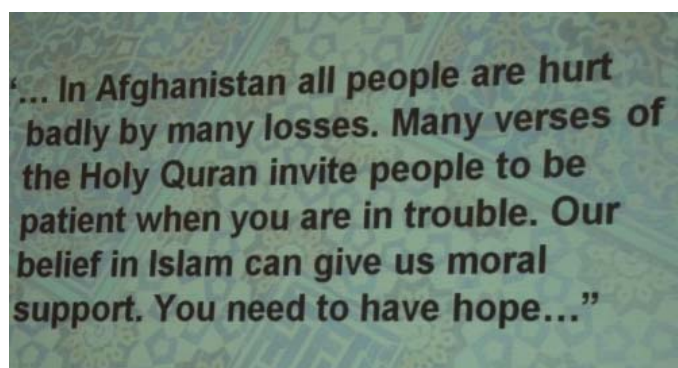 ‘... In Afghanistan all people are hurt
badly by many losses. Many verses of
the Holy Quran invite people to be
patient when you are in trouble. Our
belief in Islam can give us moral
support. You need to have hope...”